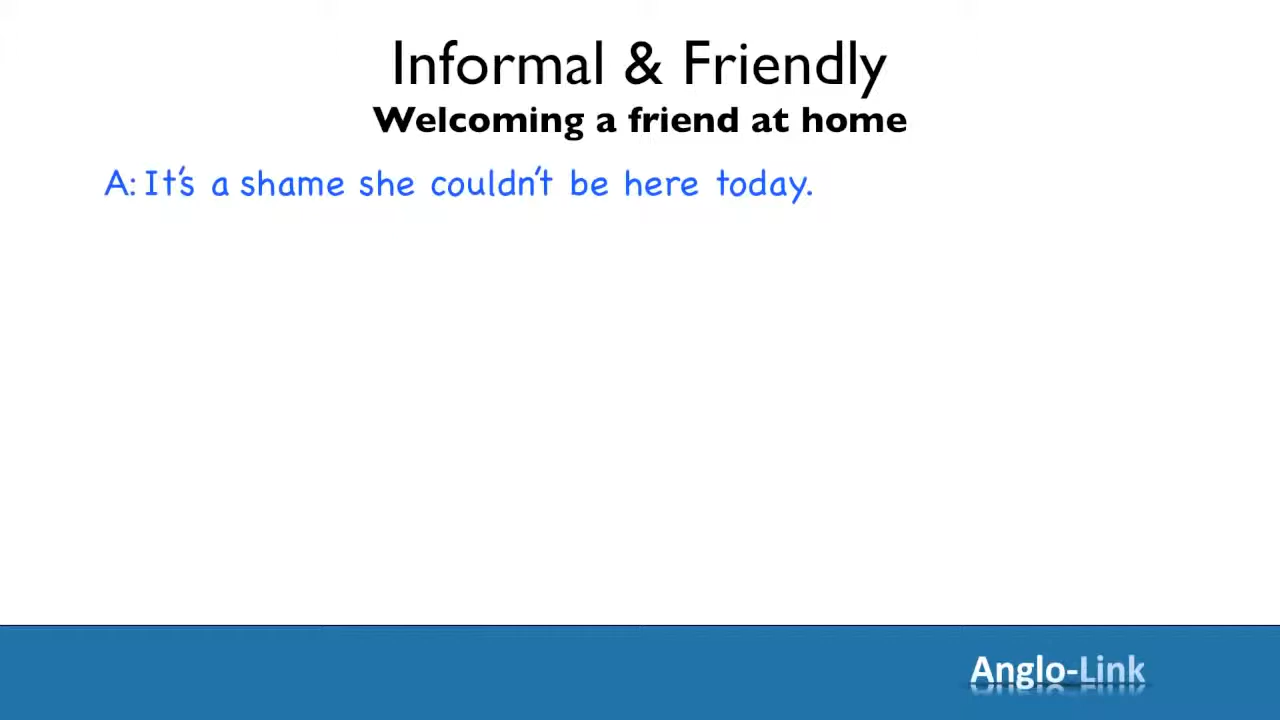 Informal & Friendly
Welcoming a friend at home
A: It's a shame she couldn't be here today.
Anglo-Link